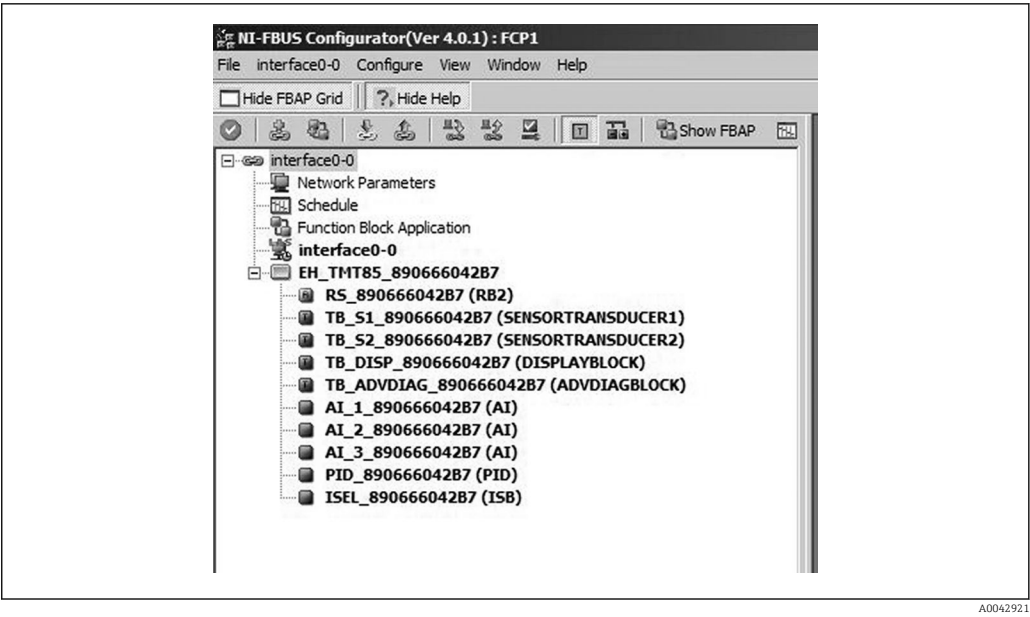 NI-FBUS Configurator(Ver 4.0.1) : FCP1
File interface0-0 Configure View Window Help
Hide FBAP Grid ?, Hide Help
Show FBAP
interface0-0
Network Parameters
Schedule
Function Block Application
interface0-0
EH_TMT85_890666042B7
RS_890666042B7 (RB2)
TB_S1_890666042B7 (SENSORTRANSDUCER1)
TB_S2_890666042B7 (SENSORTRANSDUCER2)
TB_DISP_890666042B7 (DISPLAYBLOCK)
TB_ADVDIAG_890666042B7 (ADVDIAGBLOCK)
AI_1_890666042B7 (AI)
AI_2_890666042B7 (AI)
AI_3_890666042B7 (AI)
PID_890666042B7 (PID)
ISEL_890666042B7 (ISB)
A0042921